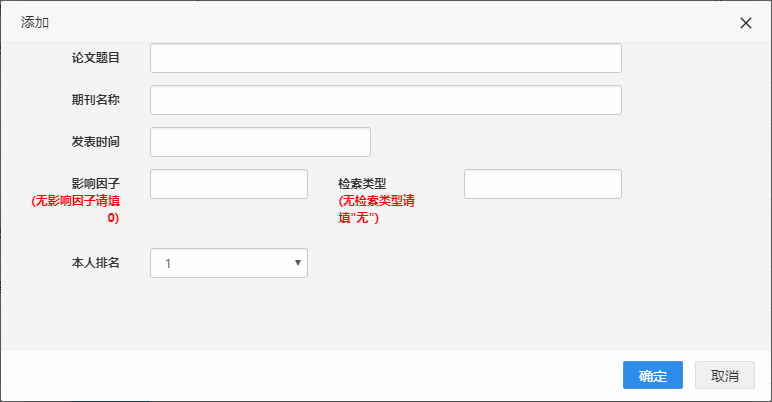 添加
论文题目
期刊名称
发表时间
影响因子
(无影响因子请填
0)
检索类型
(无检索类型请
填"无")
本人排名
1
确定
取消